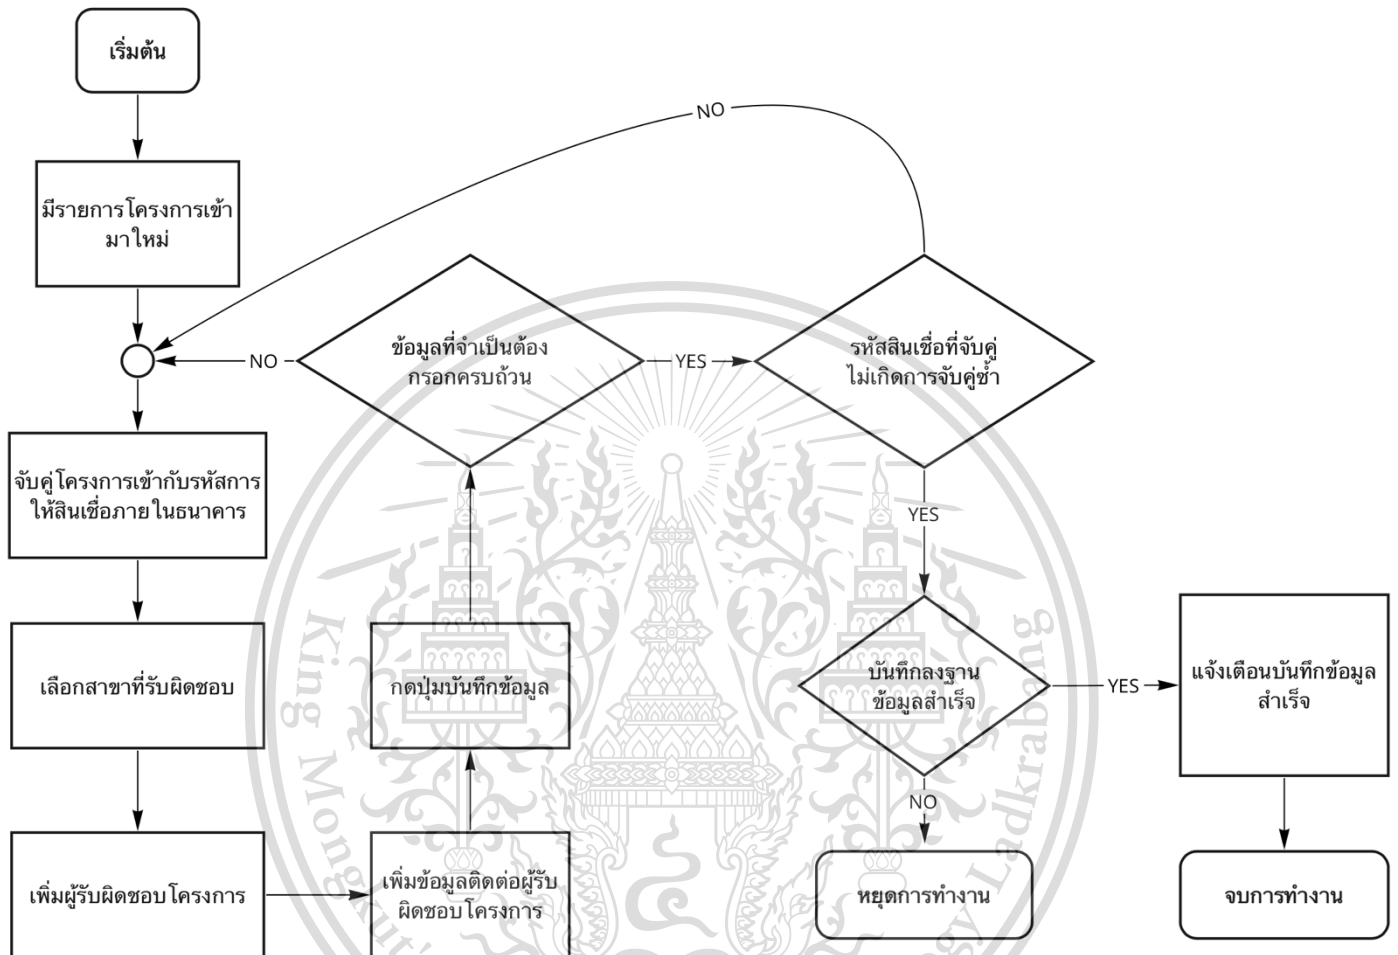 เริ่มต้น
มีรายการโครงการเข้า
มาใหม่
NO
ข้อมูลที่จำเป็นต้อง
กรอกครบถ้วน
NO
YES
รหัสสินเชื่อที่จับคู่
ไม่เกิดการจับคู่ซ้ำ
จับคู่โครงการเข้ากับรหัสการ
ให้สินเชื่อภายในธนาคาร
YES
เลือกสาขาที่รับผิดชอบ
กดปุ่มบันทึกข้อมูล
บันทึกลงฐาน
ข้อมูลสำเร็จ
YES
แจ้งเตือนบันทึกข้อมูล
สำเร็จ
NO
เพิ่มผู้รับผิดชอบโครงการ
เพิ่มข้อมูลติดต่อผู้รับ
ผิดชอบโครงการ
หยุดการทำงาน
จบการทำงาน
King Mongkut's
Ladkrabang